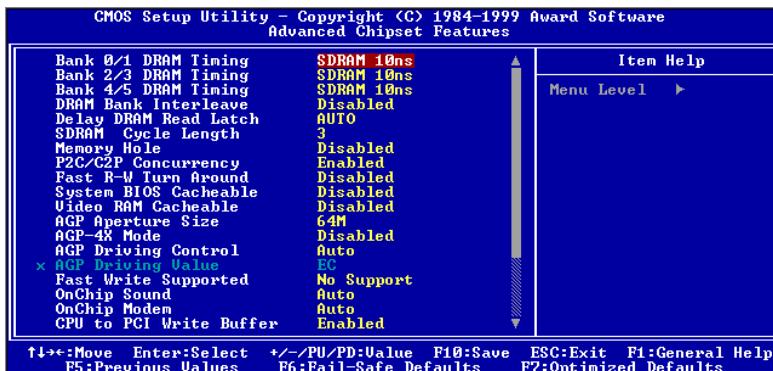 CMOS Setup Utility – Copyright (C) 1984-1999 Award Software
Advanced Chipset Features
Bank 0/1 DRAM Timing SDRAM 10ns
Bank 2/3 DRAM Timing SDRAM 10ns
Bank 4/5 DRAM Timing SDRAM 10ns
DRAM Bank Interleave Disabled
Delay DRAM Read Latch AUTO
SDRAM Cycle Length 3
Memory Hole Disabled
P2C/C2P Concurrency Enabled
Fast R-W Turn Around Disabled
System BIOS Cacheable Disabled
Video RAM Cacheable Disabled
AGP Aperture Size 64M
AGP-4X Mode Disabled
AGP Driving Control Auto
x AGP Driving Value EC
Fast Write Supported No Support
OnChip Sound Auto
OnChip Modem Auto
CPU to PCI Write Buffer Enabled
Item Help
Menu Level ►
↑↓→←:Move Enter:Select +/-/PU/PD:Value F10:Save ESC:Exit F1:General Help
F5:Previous Values F6:Fail-Safe Defaults F7:Optimized Defaults